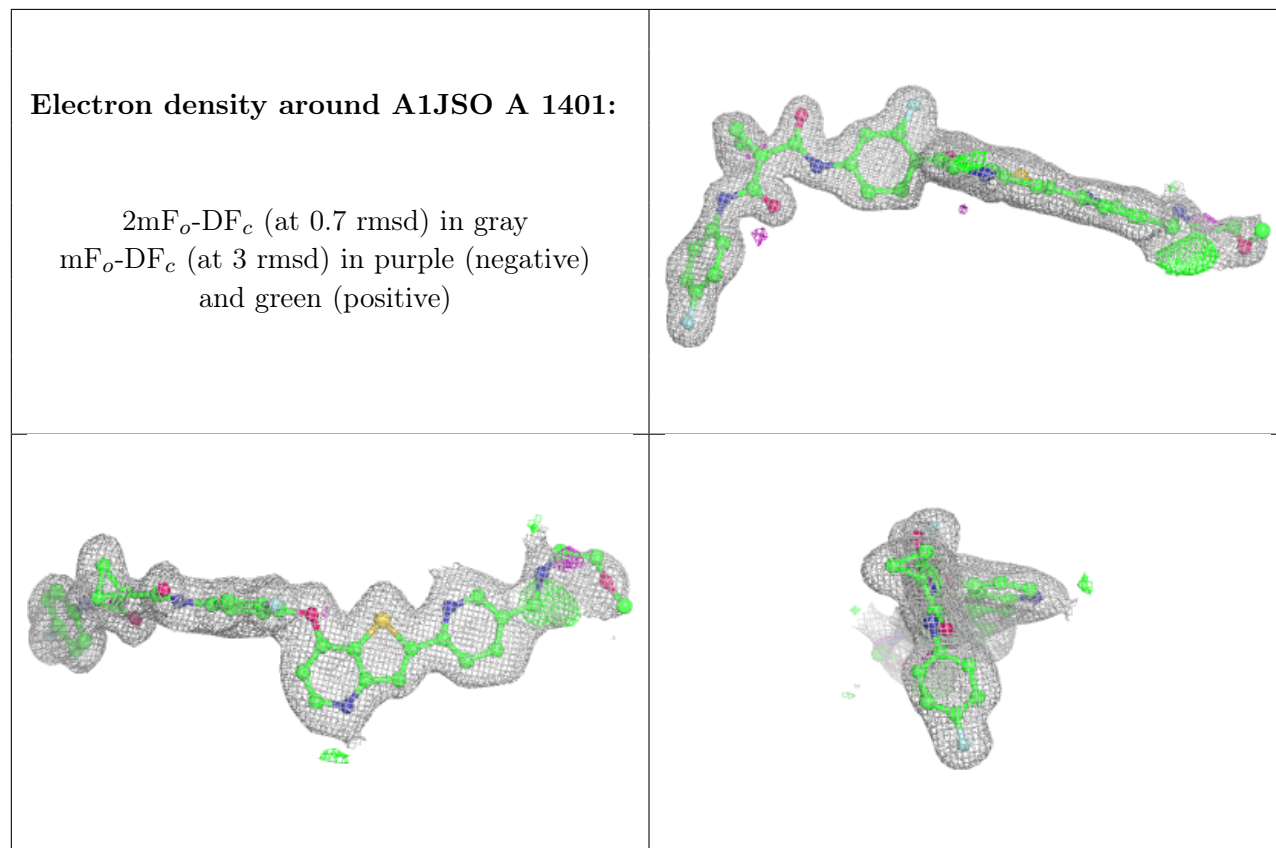 Electron density around A1JSO A 1401:
2mFo-DFc (at 0.7 rmsd) in gray
mFo-DFc (at 3 rmsd) in purple (negative)
and green (positive)